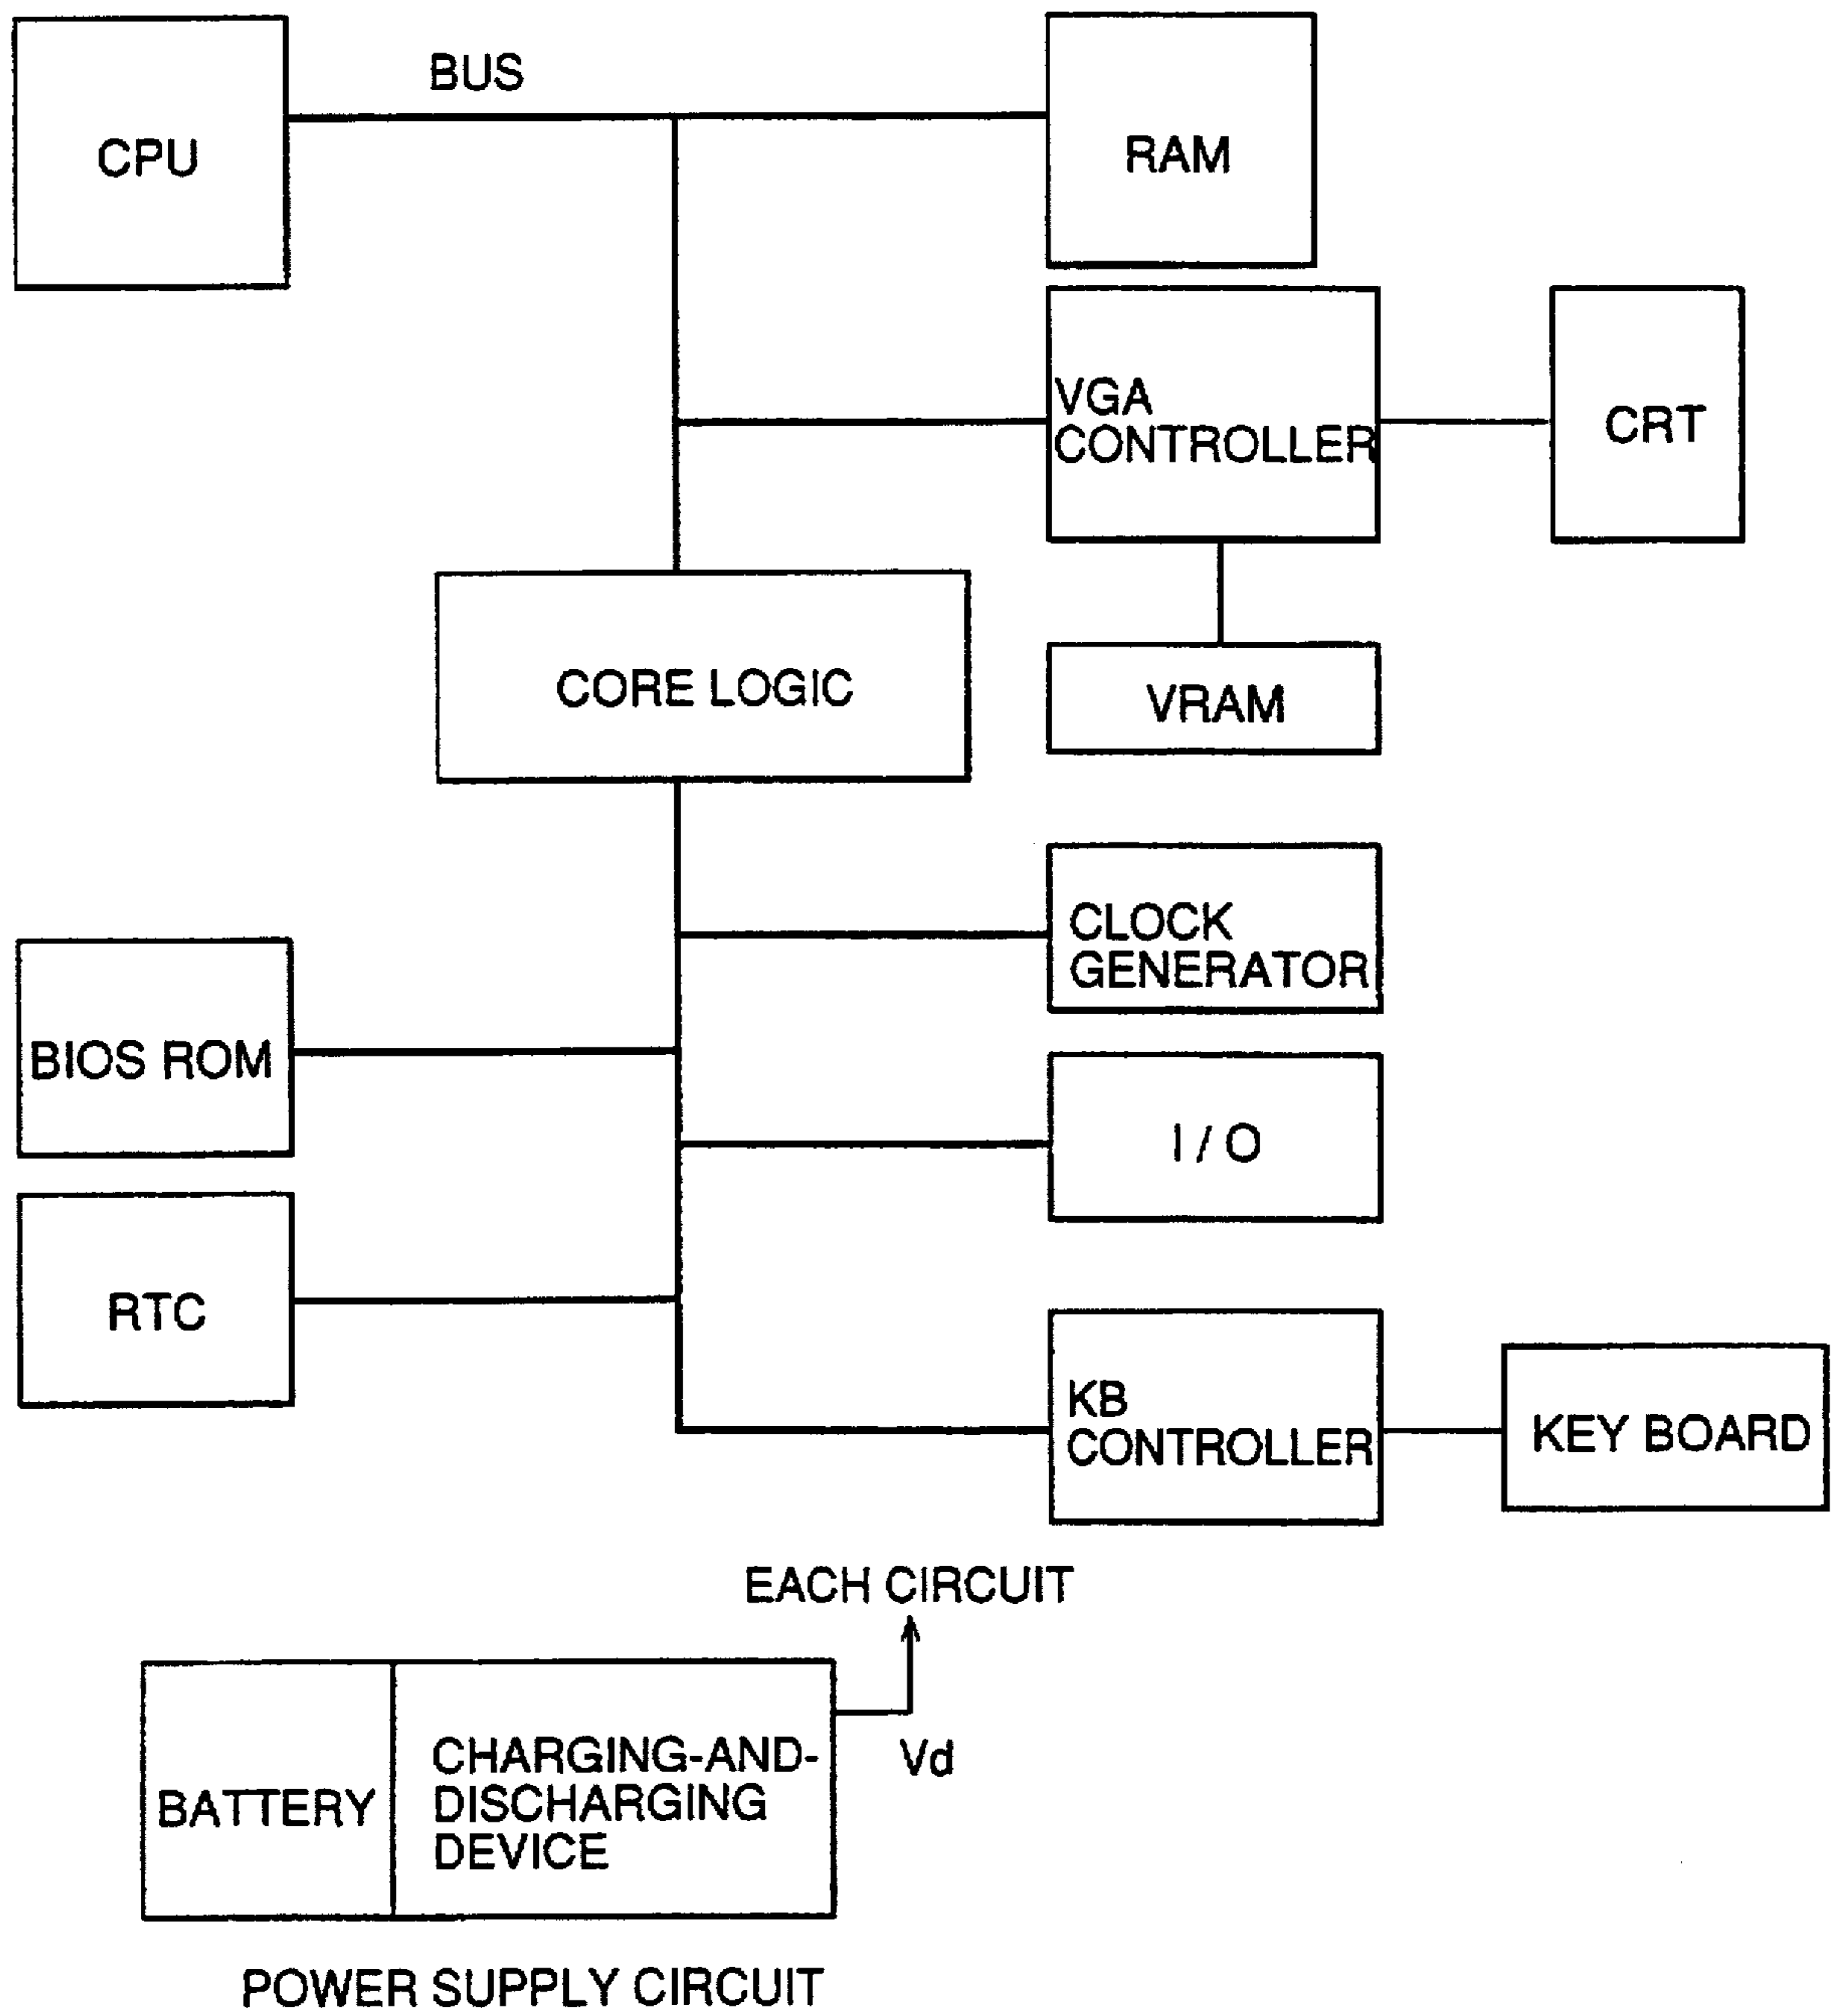 CPU
BUS
RAM
VGA
CONTROLLER
CRT
CORE LOGIC
VRAM
CLOCK
GENERATOR
BIOS ROM
I / O
RTC
KB
CONTROLLER
KEY BOARD
EACH CIRCUIT
BATTERY
CHARGING-AND-
DISCHARGING
DEVICE
Vd
POWER SUPPLY CIRCUIT